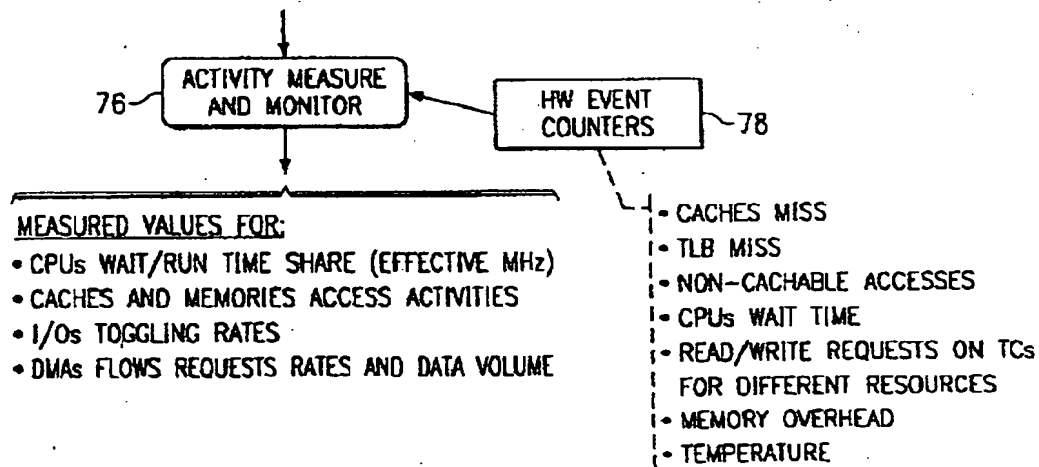 ACTIVITY MEASURE
AND MONITOR
76
HW EVENT
COUNTERS
78
MEASURED VALUES FOR:
• CPUs WAIT/RUN TIME SHARE (EFFECTIVE MHz)
• CACHES AND MEMORIES ACCESS ACTIVITIES
• I/Os TOGGLING RATES
• DMAs FLOWS REQUESTS RATES AND DATA VOLUME
• CACHES MISS
• TLB MISS
• NON-CACHABLE ACCESSES
• CPUs WAIT TIME
• READ/WRITE REQUESTS ON TCs
FOR DIFFERENT RESOURCES
• MEMORY OVERHEAD
• TEMPERATURE